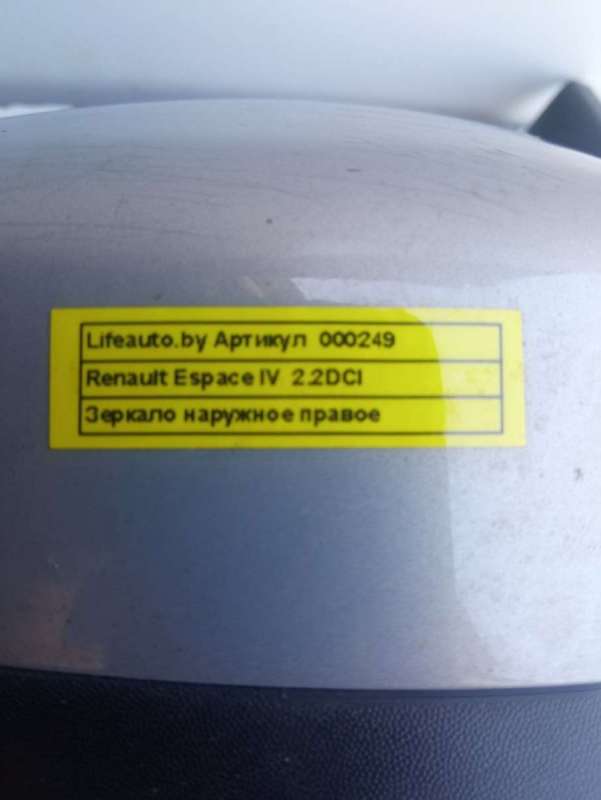 Lifeauto.by Артикул 000249
Renault Espace IV 2.2DCI
Зеркало наружное правое